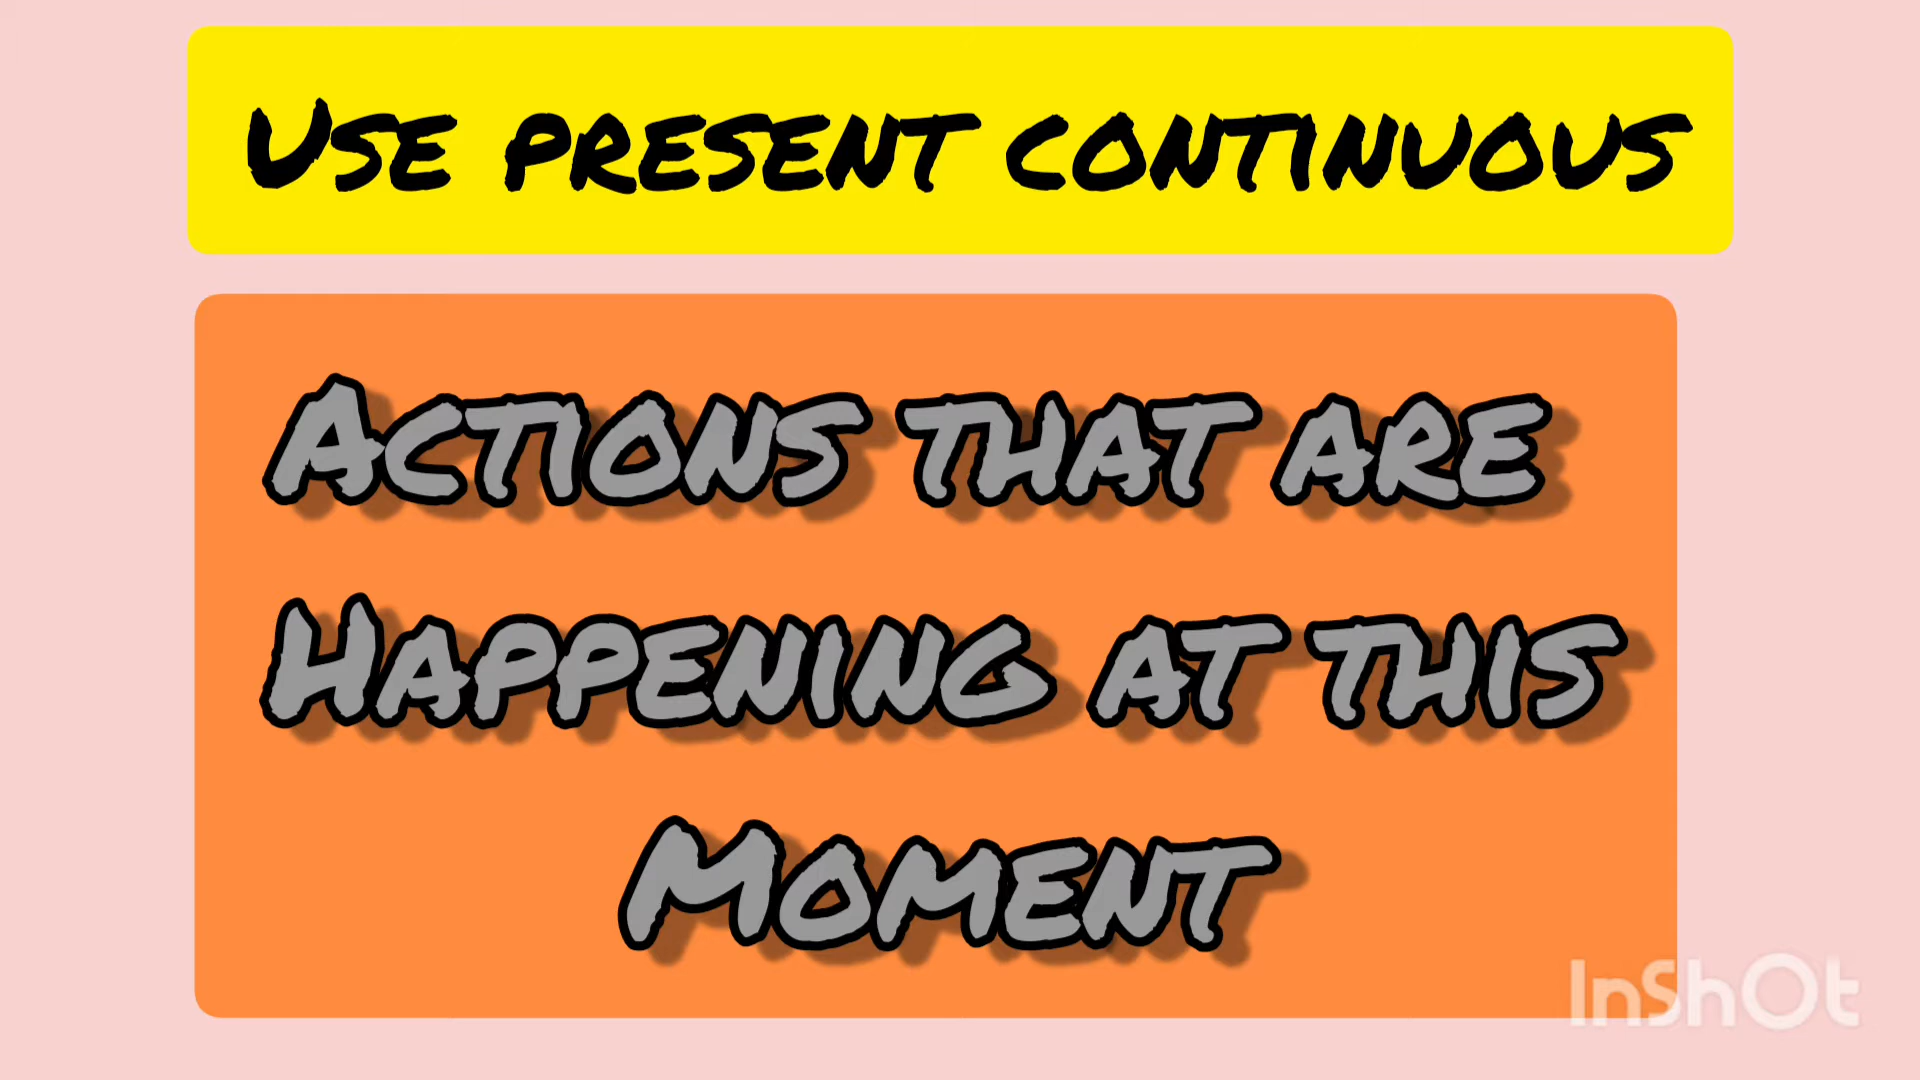 Use present continuous
Actions that are
Happening at this
Moment
InShOt